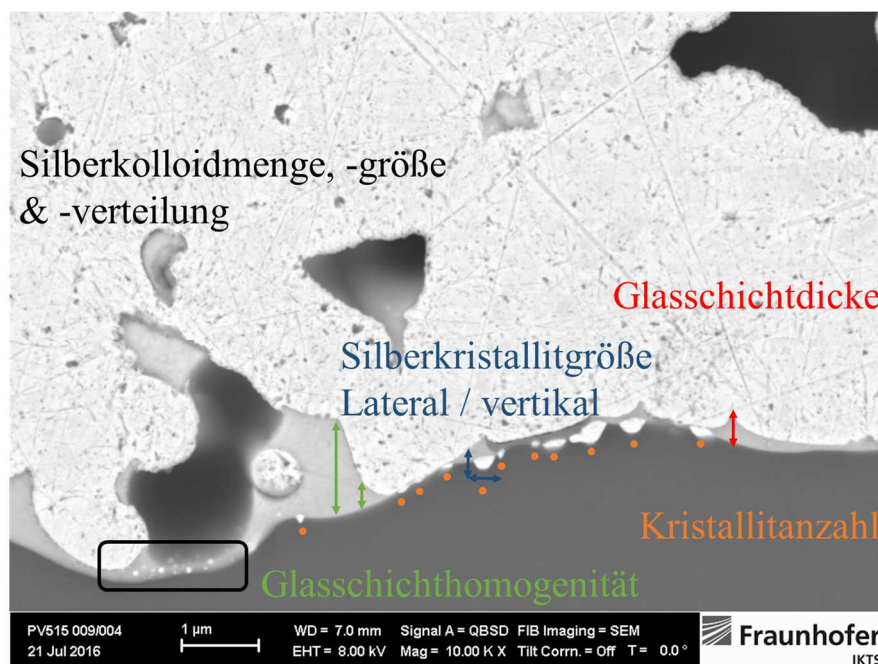 Silberkolloidmenge, -größe
& -verteilung
Glasschichtdicke
Silberkristallitgröße
Lateral / vertikal
Kristallitanzahl
Glasschichthomogenität
PV515 009/004
21 Jul 2016
1 µm
WD = 7.0 mm Signal A = QBSD FIB Imaging = SEM
EHT = 8.00 kV Mag = 10.00 K X Tilt Corrn. = Off T = 0.0 °
Fraunhofer
IKTS